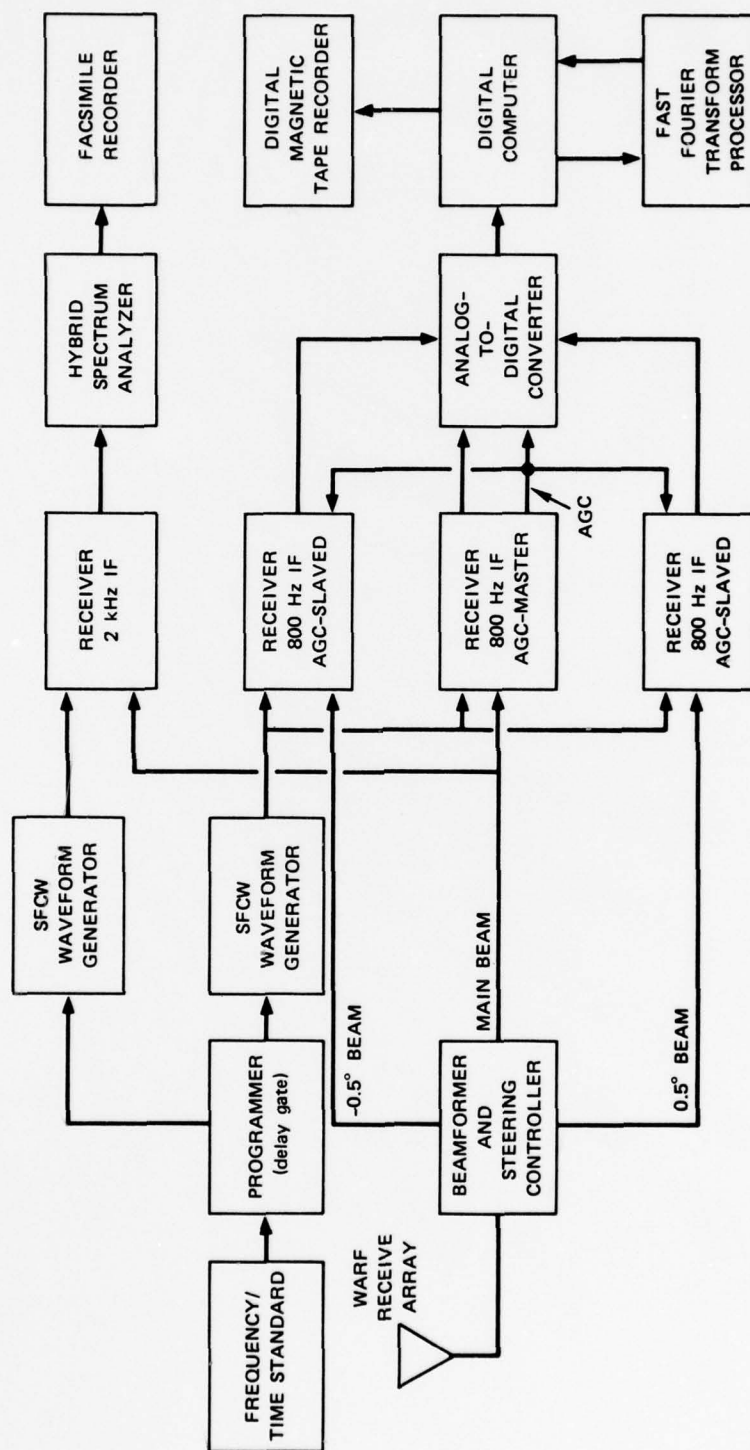 FREQUENCY/
TIME STANDARD
PROGRAMMER
(delay gate)
SFCW
WAVEFORM
GENERATOR
SFCW
WAVEFORM
GENERATOR
RECEIVER
2 kHz IF
HYBRID
SPECTRUM
ANALYZER
FACSIMILE
RECORDER
WARF
RECEIVE
ARRAY
BEAMFORMER
AND
STEERING
CONTROLLER
-0.5° BEAM
MAIN BEAM
0.5° BEAM
RECEIVER
800 Hz IF
AGC-SLAVED
RECEIVER
800 Hz IF
AGC-MASTER
RECEIVER
800 Hz IF
AGC-SLAVED
AGC
ANALOG-
TO-
DIGITAL
CONVERTER
DIGITAL
MAGNETIC
TAPE RECORDER
DIGITAL
COMPUTER
FAST
FOURIER
TRANSFORM
PROCESSOR